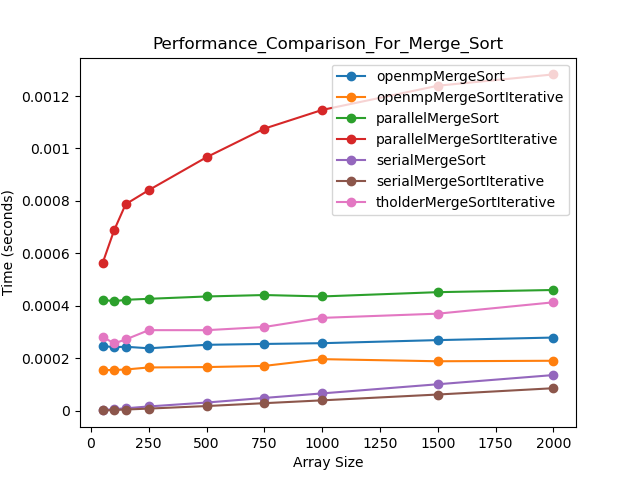 Performance_Comparison_For_Merge_Sort
openmpMergeSort
openmpMergeSortIterative
parallelMergeSort
parallelMergeSortIterative
serialMergeSort
serialMergeSortIterative
tholderMergeSortIterative
Time (seconds)
0.0012
0.001
0.0008
0.0006
0.0004
0.0002
0
0 250 500 750 1000 1250 1500 1750 2000
Array Size